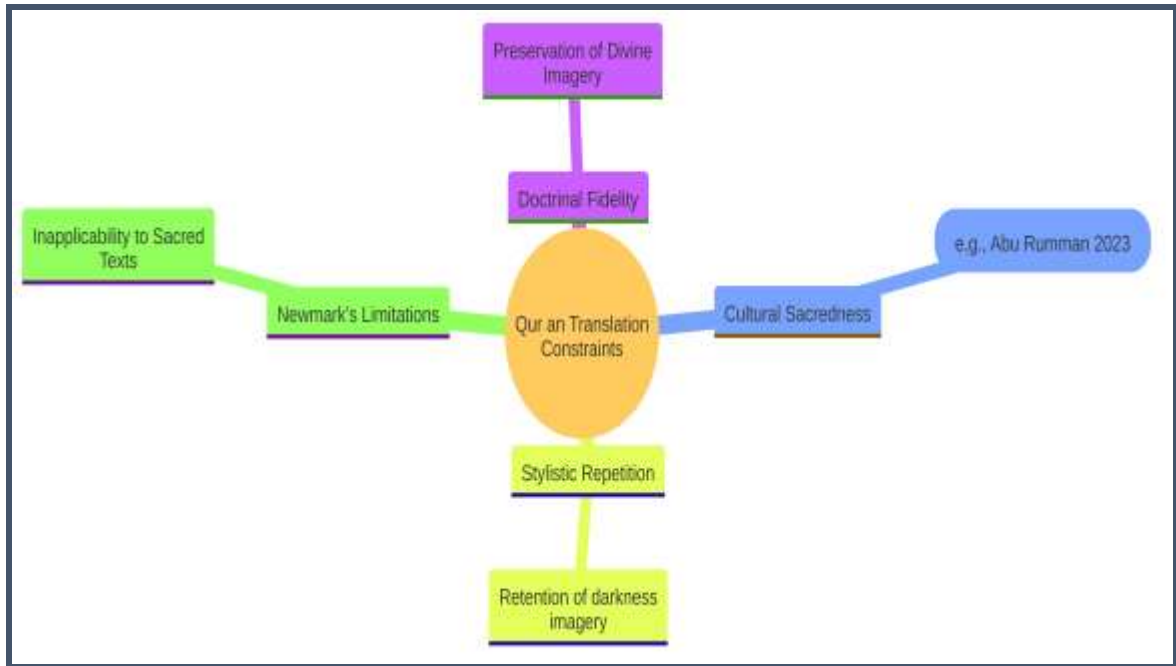 Preservation of Divine
Imagery
Doctrinal Fidelity
Inapplicability to Sacred
Texts
Newmark's Limitations
Qur an Translation
Constraints
Cultural Sacredness
e.g., Abu Rumman 2023
Stylistic Repetition
Retention of darkness
imagery